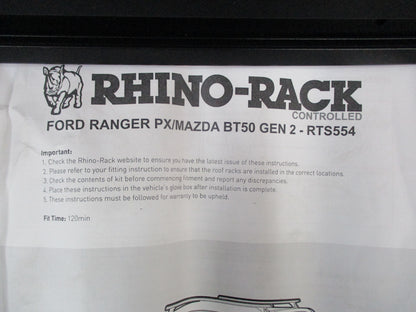 RHINO-RACK
CONTROLLED
FORD RANGER PX/MAZDA BT50 GEN 2 - RTS554
Important:
1. Check the Rhino-Rack website to ensure you have the latest issue of these instructions.
2. Please refer to your fitting instruction to ensure that the roof racks are installed in the correct locations.
3. Check the contents of kit before commencing fitment and report any discrepancies.
4. Place these instructions in the vehicle's glove box after installation is complete.
5. These instructions must be followed for warranty to be upheld.
Fit Time: 120min